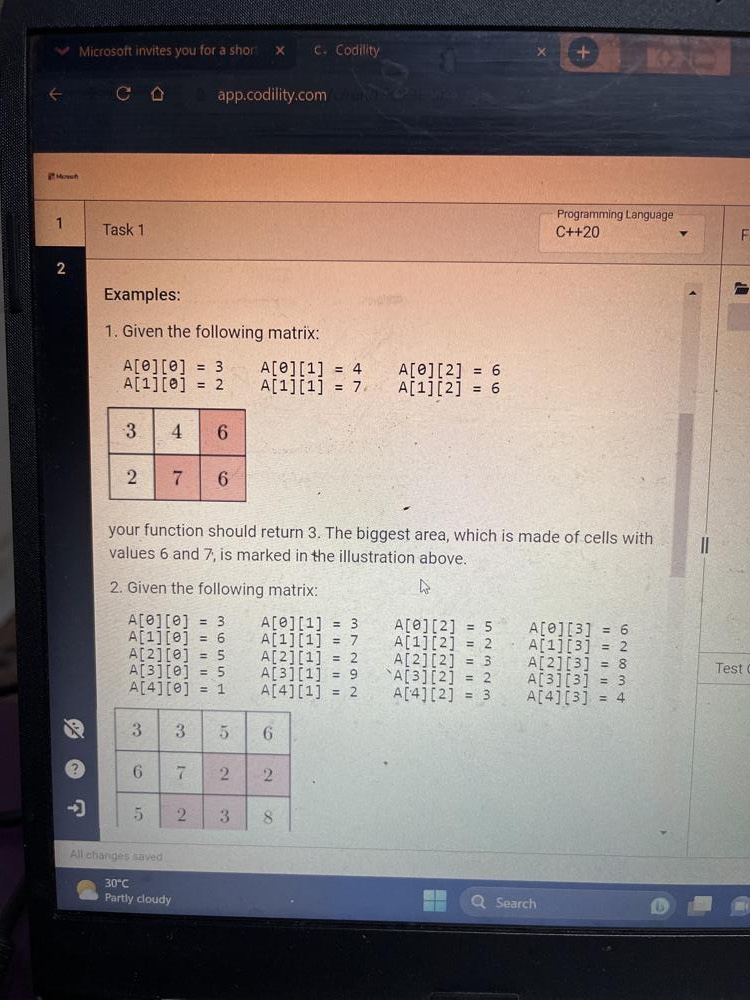 Microsoft invites you for a shor
Codility
app.codility.com
Microsoft
1
Task 1
Programming Language
C++20
F
2
Examples:
1. Given the following matrix:
A[0][0] = 3 A[0][1] = 4 A[0][2] = 6
A[1][0] = 2 A[1][1] = 7 A[1][2] = 6
3 4 6
2 7 6
your function should return 3. The biggest area, which is made of cells with
values 6 and 7, is marked in the illustration above.
2. Given the following matrix:
A[0][0] = 3 A[0][1] = 3 A[0][2] = 5 A[0][3] = 6
A[1][0] = 6 A[1][1] = 7 A[1][2] = 2 A[1][3] = 2
A[2][0] = 5 A[2][1] = 2 A[2][2] = 3 A[2][3] = 8
A[3][0] = 5 A[3][1] = 9 A[3][2] = 2 A[3][3] = 3
A[4][0] = 1 A[4][1] = 2 A[4][2] = 3 A[4][3] = 4
Test
3 3 5 6
6 7 2 2
5 2 3 8
All changes saved
30°C
Partly cloudy
Search